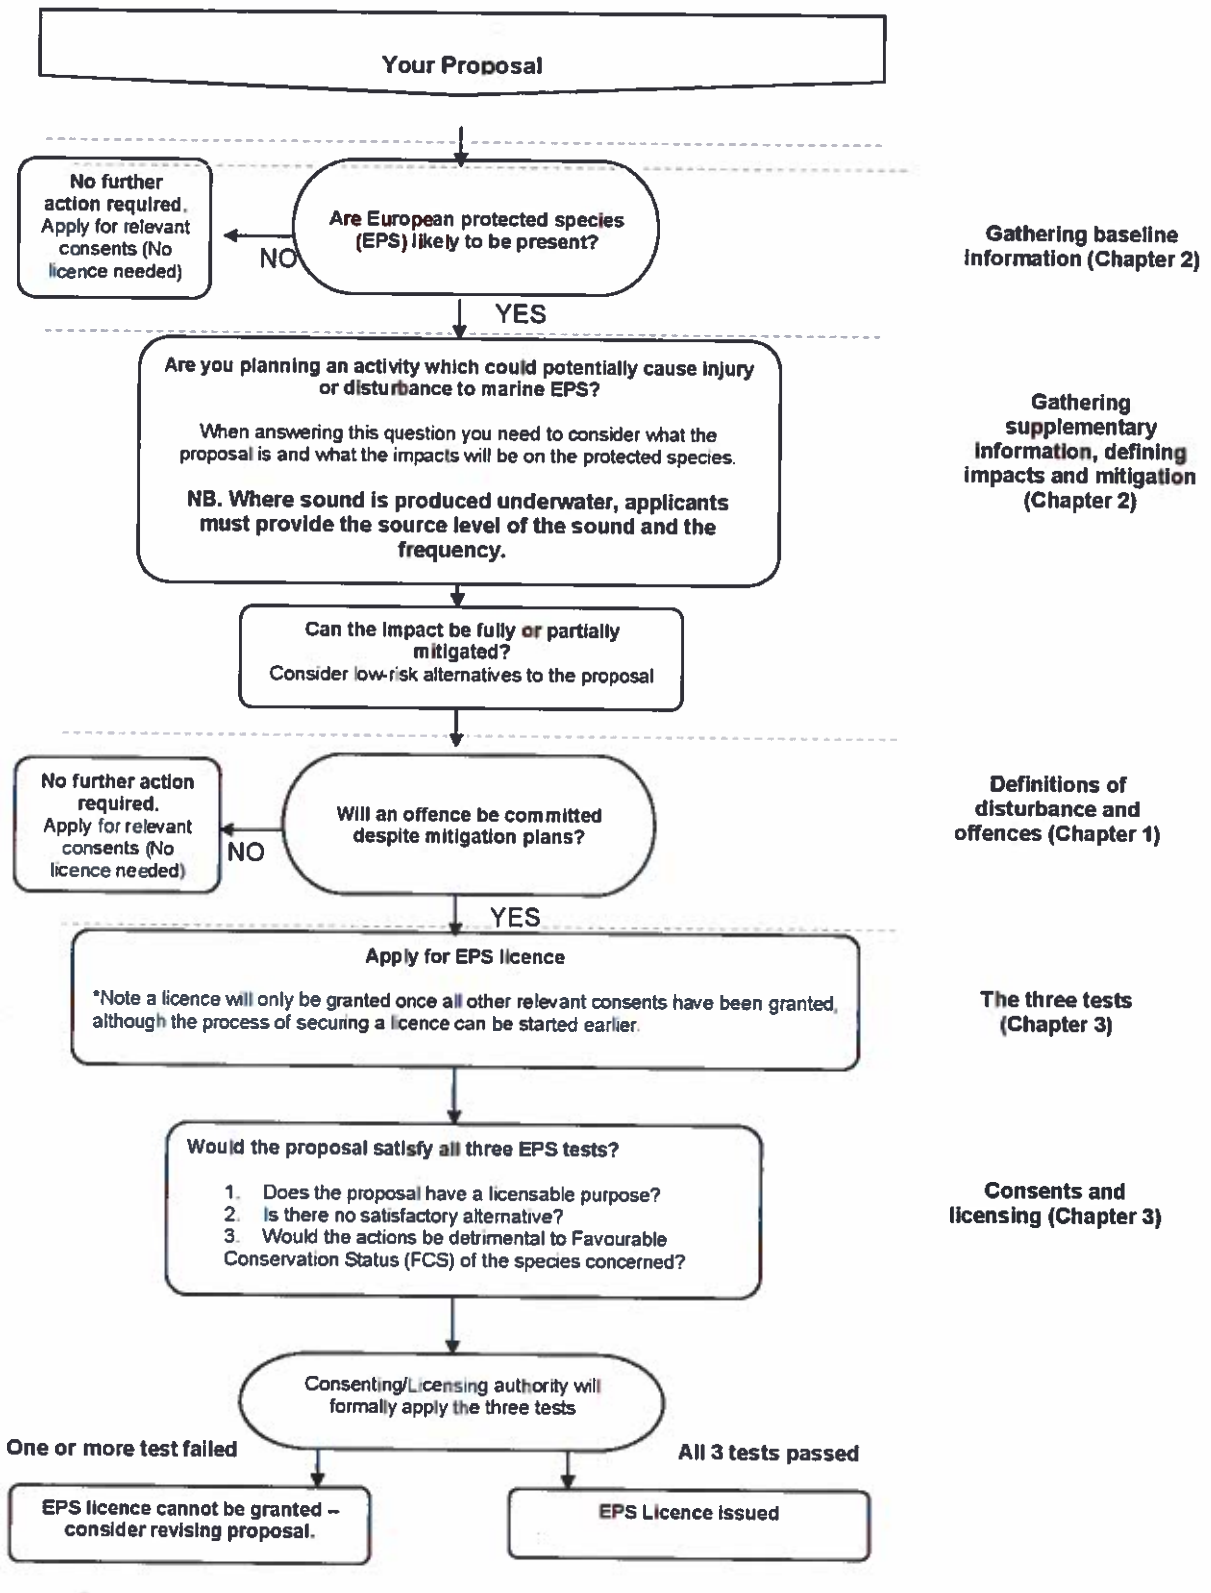 Your Proposal
No further
action required.
Apply for relevant
consents (No
licence needed)
NO
Are European protected species
(EPS) likely to be present?
Gathering baseline
information (Chapter 2)
YES
Are you planning an activity which could potentially cause injury
or disturbance to marine EPS?
When answering this question you need to consider what the
proposal is and what the impacts will be on the protected species.
NB. Where sound is produced underwater, applicants
must provide the source level of the sound and the
frequency.
Gathering
supplementary
information, defining
impacts and mitigation
(Chapter 2)
Can the impact be fully or partially
mitigated?
Consider low-risk alternatives to the proposal
No further action
required.
Apply for relevant
consents (No
licence needed)
NO
Will an offence be committed
despite mitigation plans?
Definitions of
disturbance and
offences (Chapter 1)
YES
Apply for EPS licence
*Note a licence will only be granted once all other relevant consents have been granted,
although the process of securing a licence can be started earlier.
The three tests
(Chapter 3)
Would the proposal satisfy all three EPS tests?
1. Does the proposal have a licensable purpose?
2. Is there no satisfactory alternative?
3. Would the actions be detrimental to Favourable
Conservation Status (FCS) of the species concerned?
Consents and
licensing (Chapter 3)
Consenting/Licensing authority will
formally apply the three tests
One or more test failed
All 3 tests passed
EPS licence cannot be granted –
consider revising proposal.
EPS Licence issued